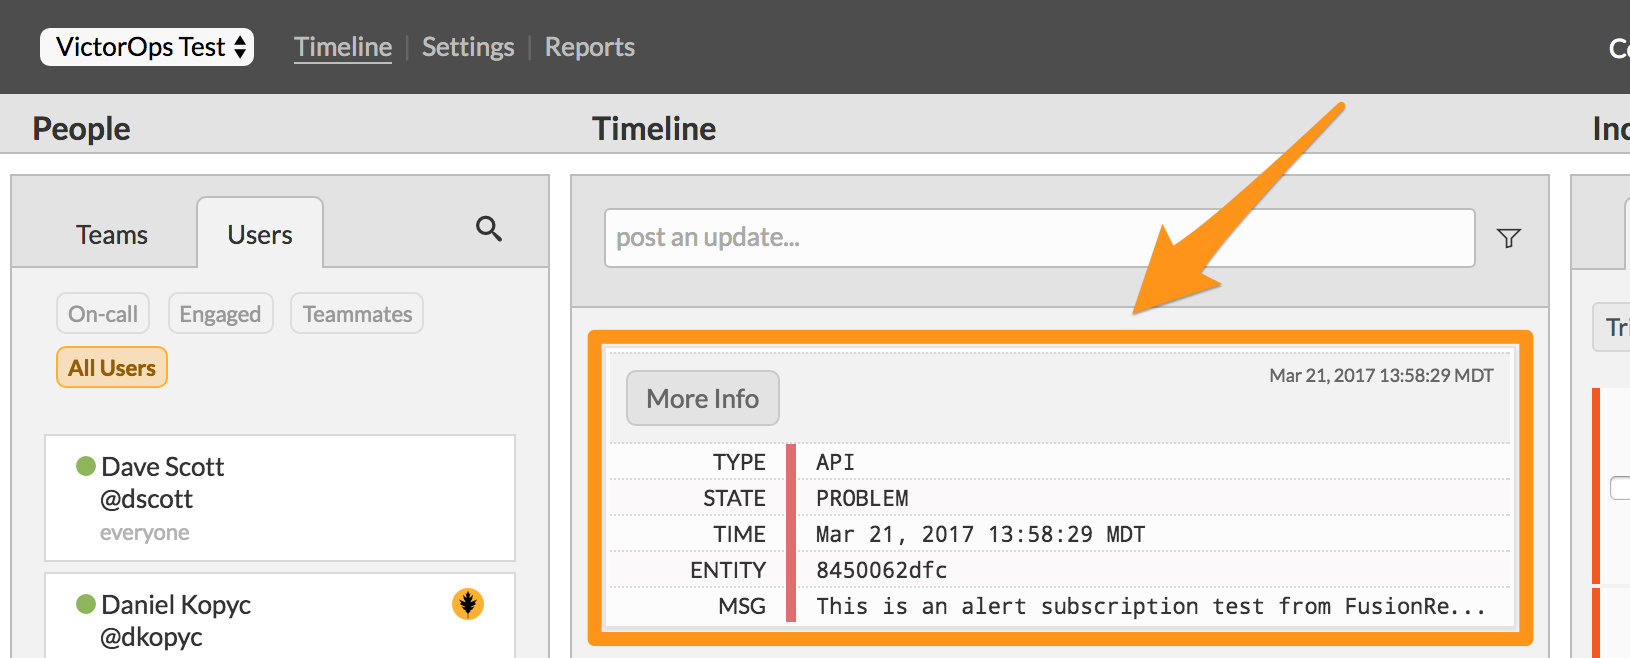 VictorOps Test
Timeline
Settings
Reports
People
Timeline
Teams
Users
On-call
Engaged
Teammates
All Users
Dave Scott
@dscott
everyone
Daniel Kopyc
@dkopyc
post an update...
More Info
Mar 21, 2017 13:58:29 MDT
TYPE API
STATE PROBLEM
TIME Mar 21, 2017 13:58:29 MDT
ENTITY 8450062dfc
MSG This is an alert subscription test from FusionRe...